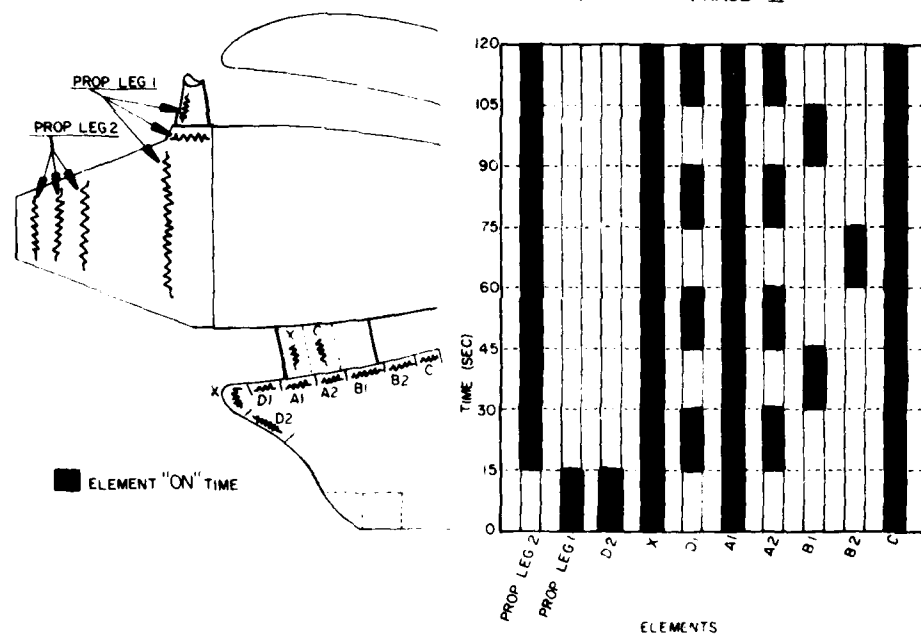 PROP LEG 1
PROP LEG 2
X
C
X
D1
A1
A2
B1
B2
C
D2
ELEMENT "ON" TIME
120
105
90
75
60
45
30
15
0
TIME (SEC)
PROP LEG 2
PROP LEG 1
D2
X
D1
A1
A2
B1
B2
C
ELEMENTS